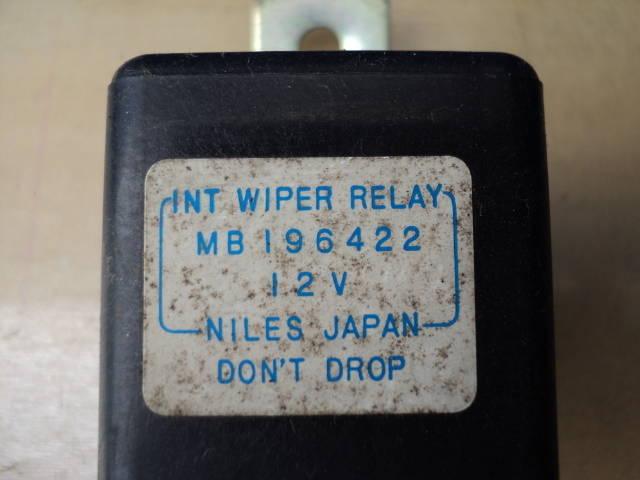 INT WIPER RELAY
MB196422
12V
NILES JAPAN
DON'T DROP